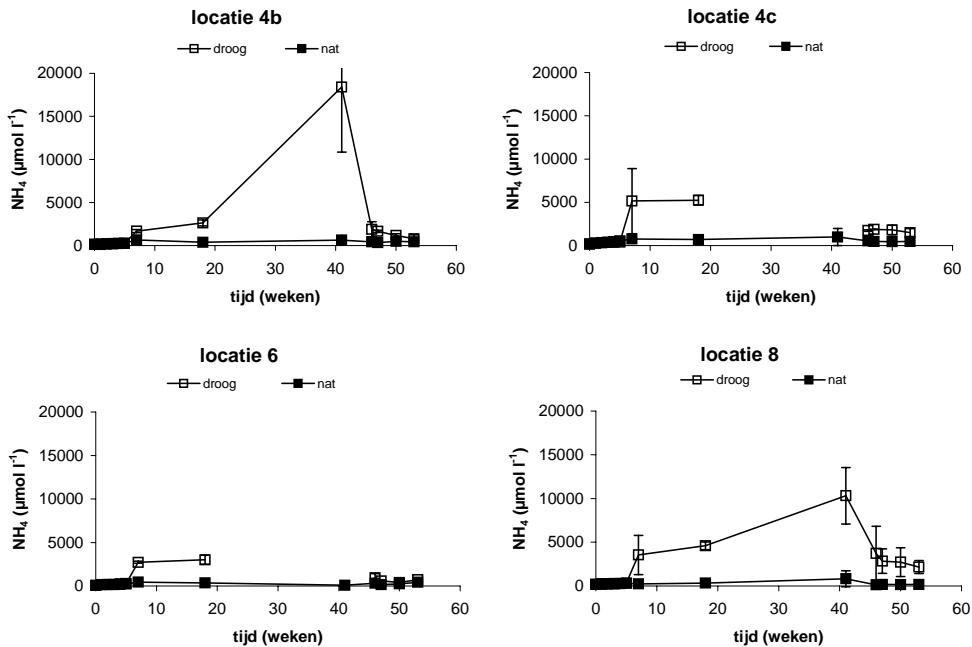 locatie 4b
droog nat
20000
15000
10000
5000
0
NH₄ (µmol l⁻¹)
0 10 20 30 40 50 60
tijd (weken)
locatie 4c
droog nat
20000
15000
10000
5000
0
NH₄ (µmol l⁻¹)
0 10 20 30 40 50 60
tijd (weken)
locatie 6
droog nat
20000
15000
10000
5000
0
NH₄ (µmol l⁻¹)
0 10 20 30 40 50 60
tijd (weken)
locatie 8
droog nat
20000
15000
10000
5000
0
NH₄ (µmol l⁻¹)
0 10 20 30 40 50 60
tijd (weken)